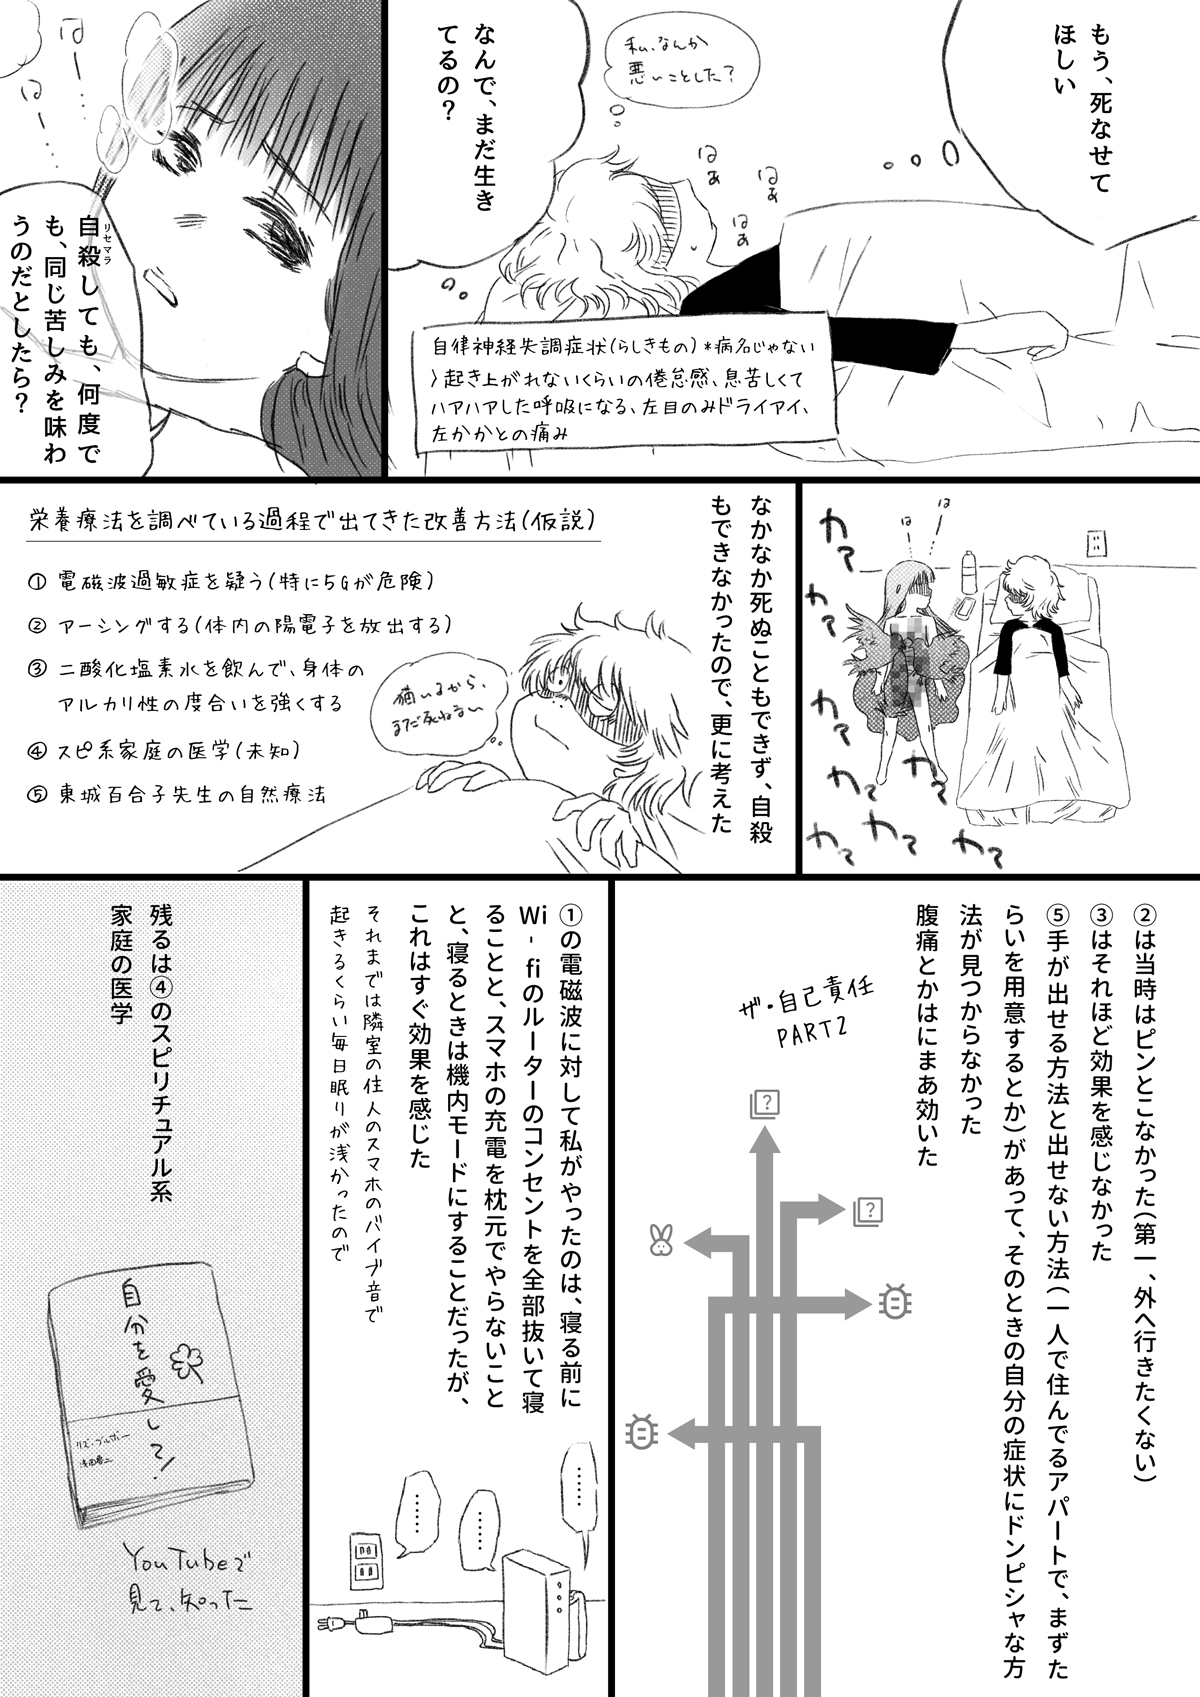 もう、死なせて
ほしい
私、なんか
悪いことした？
なんで、まだ生き
てるの？
はぁ
はぁ
はぁ
自律神経失調症状(らしきもの)*病名じゃない
〉起き上がれないくらいの倦怠感、息苦しくて
ハアハアした呼吸になる、左目のみドライアイ、
左かかとの痛み
はー…
はー…
リセマラ
自殺しても、何度で
も、同じ苦しみを味わ
うのだとしたら？
は…
は…
カァ
カァ
カァ
カァ
カァ
カァ
カァ
なかなか死ぬこともできず、自殺
もできなかったので、更に考えた
猫いるから、
まだ死ねない
栄養療法を調べている過程で出てきた改善方法(仮説)
① 電磁波過敏症を疑う(特に5Gが危険)
② アーシングする(体内の陽電子を放出する)
③ 二酸化塩素水を飲んで、身体の
アルカリ性の度合いを強くする
④ スピ系家庭の医学(未知)
⑤ 東城百合子先生の自然療法
②は当時はピンとこなかった(第一、外へ行きたくない)
③はそれほど効果を感じなかった
⑤手が出せる方法と出せない方法(一人で住んでるアパートで、まずた
らいを用意するとか)があって、そのときの自分の症状にドンピシャな方
法が見つからなかった
腹痛とかはにまあ効いた
ザ・自己責任
PART2
?
?
①の電磁波に対して私がやったのは、寝る前に
Wi-fiのルーターのコンセントを全部抜いて寝
ることと、スマホの充電を枕元でやらないこと
と、寝るときは機内モードにすることだったが、
これはすぐ効果を感じた
それまでは隣室の住人のスマホのバイブ音で
起きるくらい毎日眠りが浅かったので
……
……
……
残るは④のスピリチュアル系
家庭の医学
自分を愛して！
リズ・ブルボー
YouTubeで
見て、知った